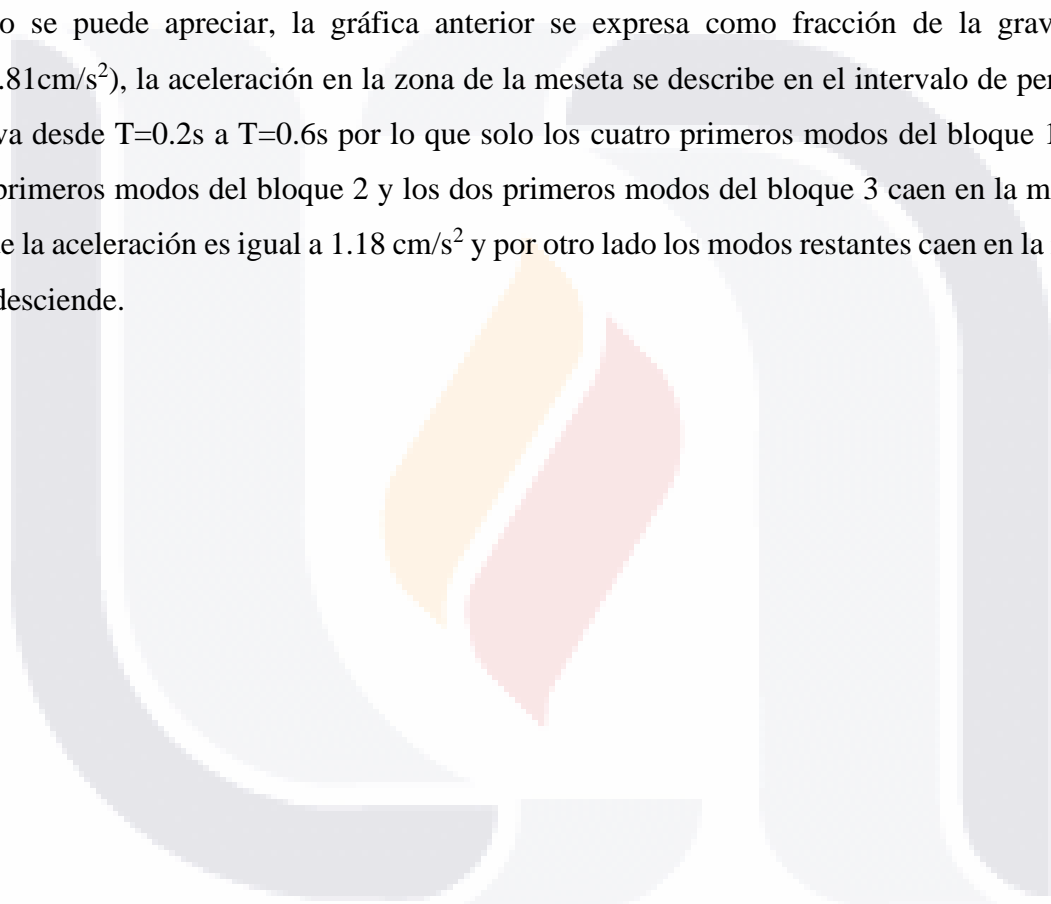 o se puede apreciar, la gráfica anterior se expresa como fracción de la grav
.81cm/s²), la aceleración en la zona de la meseta se describe en el intervalo de per
va desde T=0.2s a T=0.6s por lo que solo los cuatro primeros modos del bloque 1
primeros modos del bloque 2 y los dos primeros modos del bloque 3 caen en la m
e la aceleración es igual a 1.18 cm/s² y por otro lado los modos restantes caen en la
desciende.